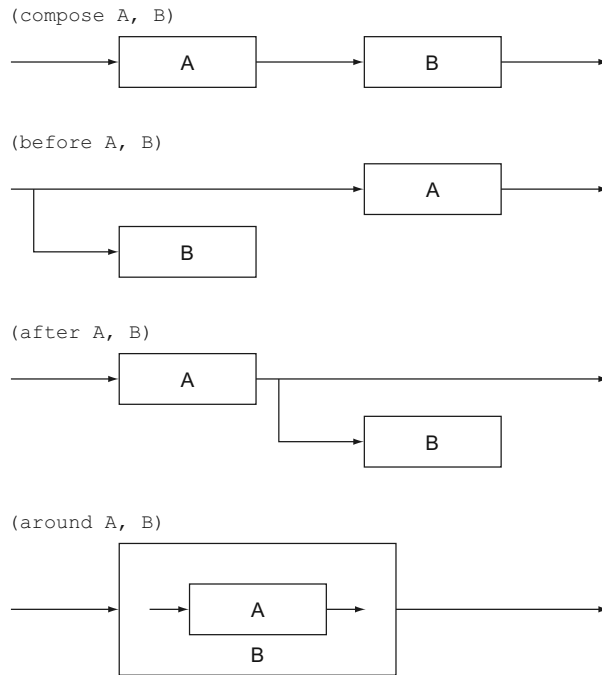 (compose A, B)
A B
(before A, B)
A
B
(after A, B)
A
B
(around A, B)
A
B